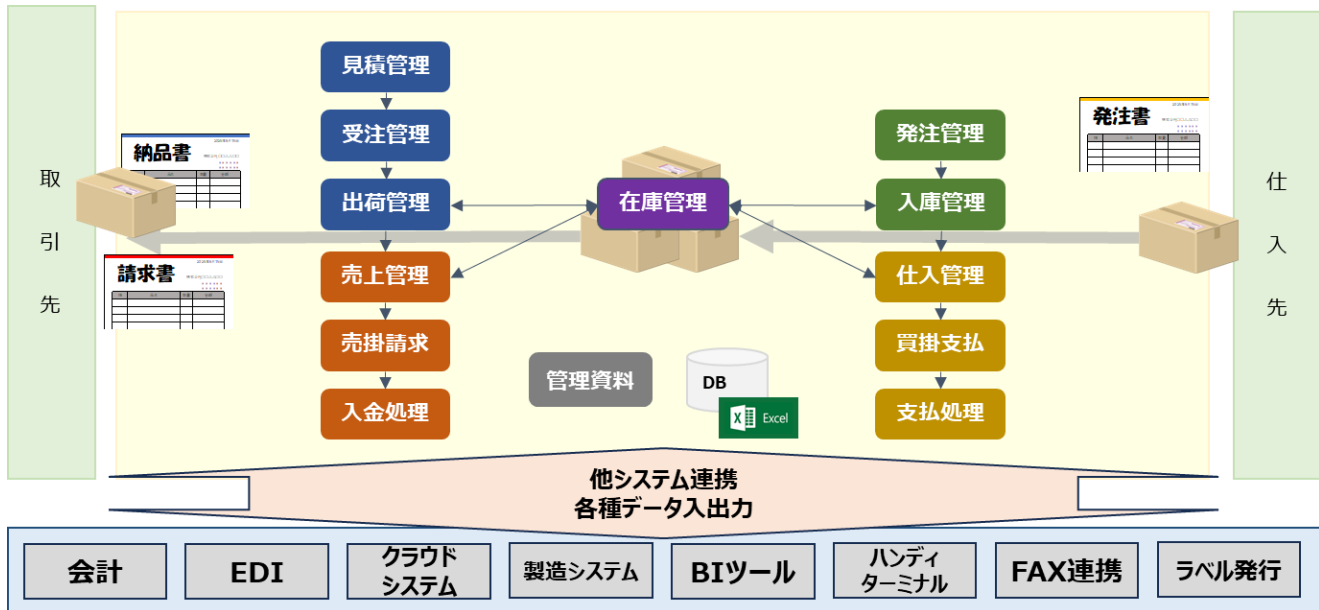 取引先
見積管理
受注管理
出荷管理
売上管理
売掛請求
入金処理
納品書
請求書
在庫管理
管理資料
DB
Excel
発注管理
入庫管理
仕入管理
買掛支払
支払処理
発注書
仕入先
他システム連携
各種データ入出力
会計
EDI
クラウド
システム
製造システム
BIツール
ハンディ
ターミナル
FAX連携
ラベル発行